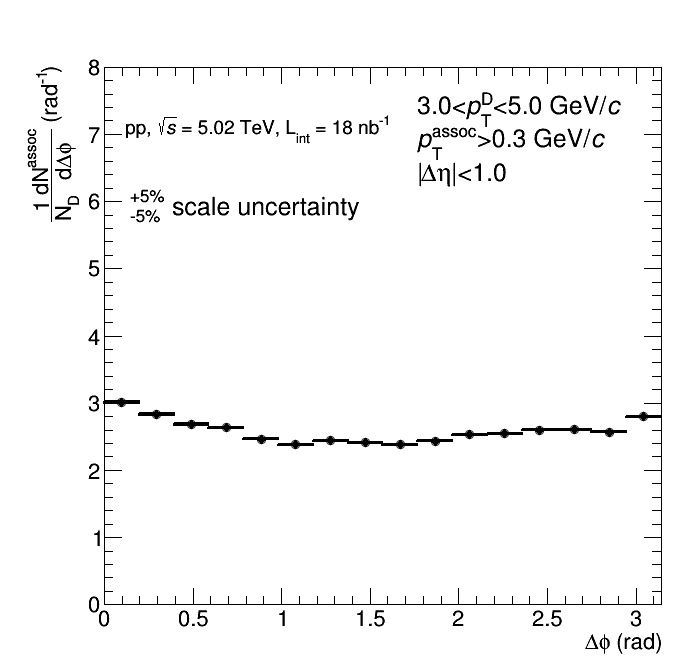 8
7
6
5
4
3
2
1
0
1 dN^assoc / N_D dΔϕ (rad^-1)
pp, √s = 5.02 TeV, L_int = 18 nb^-1
+5%
-5% scale uncertainty
3.0<p_T^D<5.0 GeV/c
p_T^assoc>0.3 GeV/c
|Δη|<1.0
0 0.5 1 1.5 2 2.5 3
Δϕ (rad)